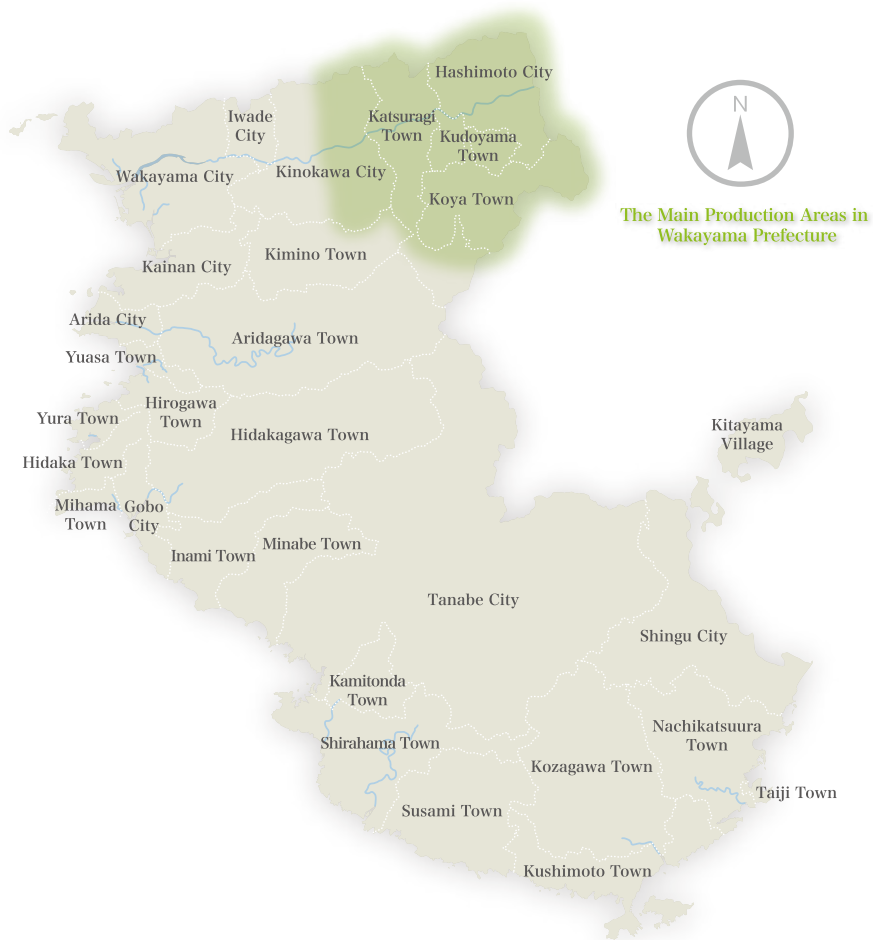 Hashimoto City
N
Iwade
City
Katsuragi
Town
Kudoyama
Town
Wakayama City
Kinokawa City
Koya Town
The Main Production Areas in
Wakayama Prefecture
Kainan City
Kimino Town
Arida City
Aridagawa Town
Yuasa Town
Hirogawa
Town
Yura Town
Hidakagawa Town
Kitayama
Village
Hidaka Town
Mihama
Town
Gobo
City
Inami Town
Minabe Town
Tanabe City
Shingu City
Kamitonda
Town
Nachikatsuura
Town
Shirahama Town
Kozagawa Town
Taiji Town
Susami Town
Kushimoto Town